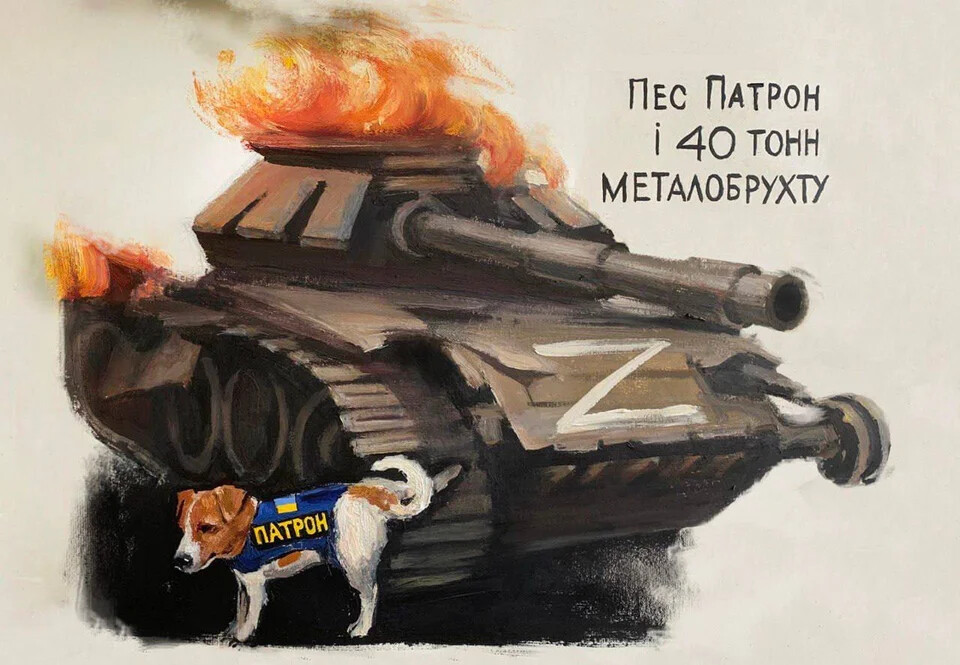 Пес Патрон
і 40 тонн
металобрухту
Z
ПАТРОН